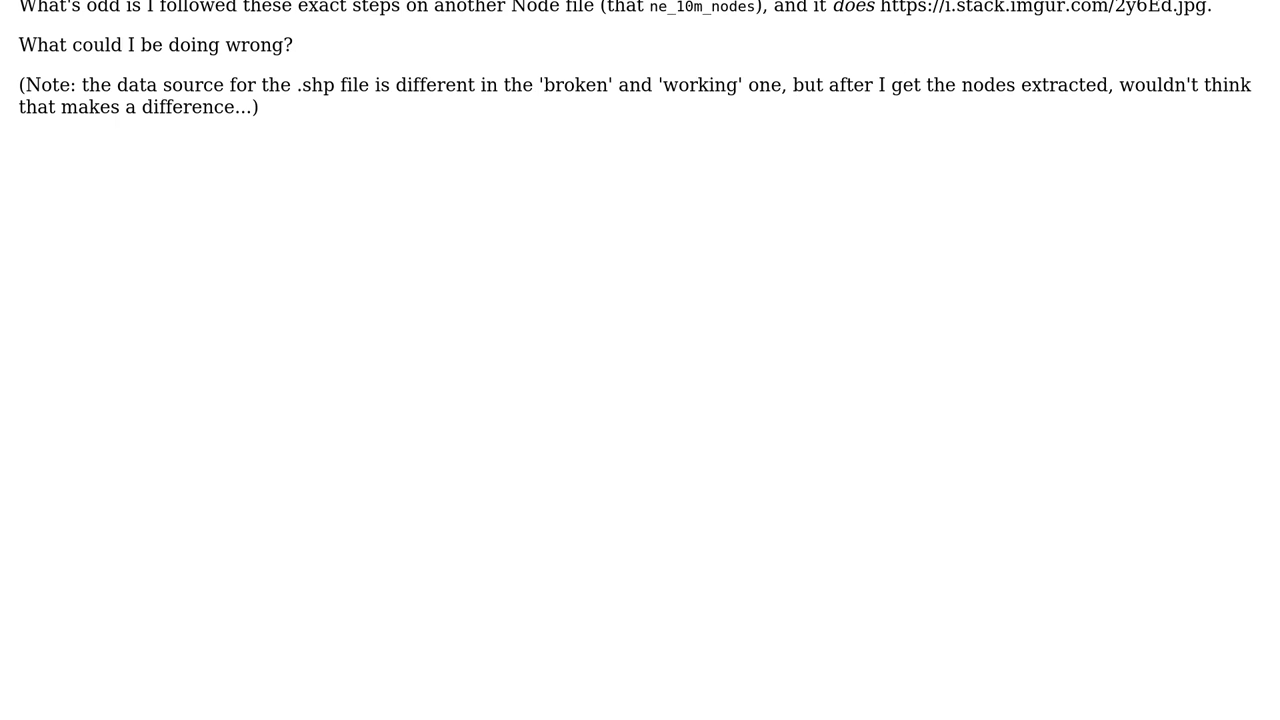 What's odd is I followed these exact steps on another Node file (that ne_10m_nodes), and it does https://i.stack.imgur.com/2y6Ed.jpg.
What could I be doing wrong?
(Note: the data source for the .shp file is different in the 'broken' and 'working' one, but after I get the nodes extracted, wouldn't think
that makes a difference...)